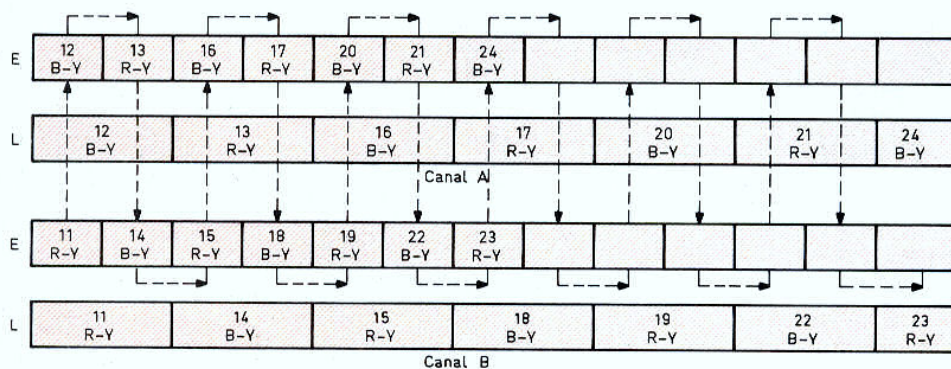 12 13 16 17 20 21 24
E B-Y R-Y B-Y R-Y B-Y R-Y B-Y
12 13 16 17 20 21 24
L B-Y R-Y B-Y R-Y B-Y R-Y B-Y
Canal A
11 14 15 18 19 22 23
E R-Y B-Y R-Y B-Y R-Y B-Y R-Y
11 14 15 18 19 22 23
L R-Y B-Y R-Y B-Y R-Y B-Y R-Y
Canal B